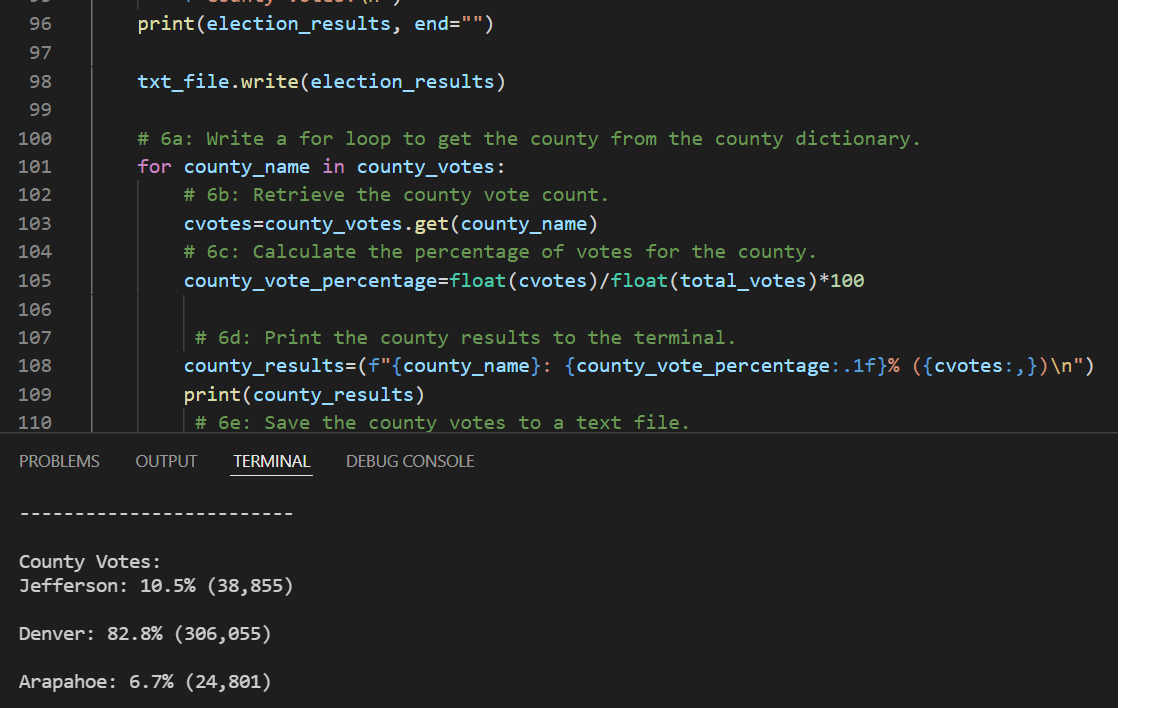 96 print(election_results, end="")
97
98 txt_file.write(election_results)
99
100 # 6a: Write a for loop to get the county from the county dictionary.
101 for county_name in county_votes:
102 # 6b: Retrieve the county vote count.
103 cvotes=county_votes.get(county_name)
104 # 6c: Calculate the percentage of votes for the county.
105 county_vote_percentage=float(cvotes)/float(total_votes)*100
106
107 # 6d: Print the county results to the terminal.
108 county_results=(f"{county_name}: {county_vote_percentage:.1f}% ({cvotes:,})\n")
109 print(county_results)
110 # 6e: Save the county votes to a text file.
PROBLEMS OUTPUT TERMINAL DEBUG CONSOLE
-------------------------
County Votes:
Jefferson: 10.5% (38,855)
Denver: 82.8% (306,055)
Arapahoe: 6.7% (24,801)